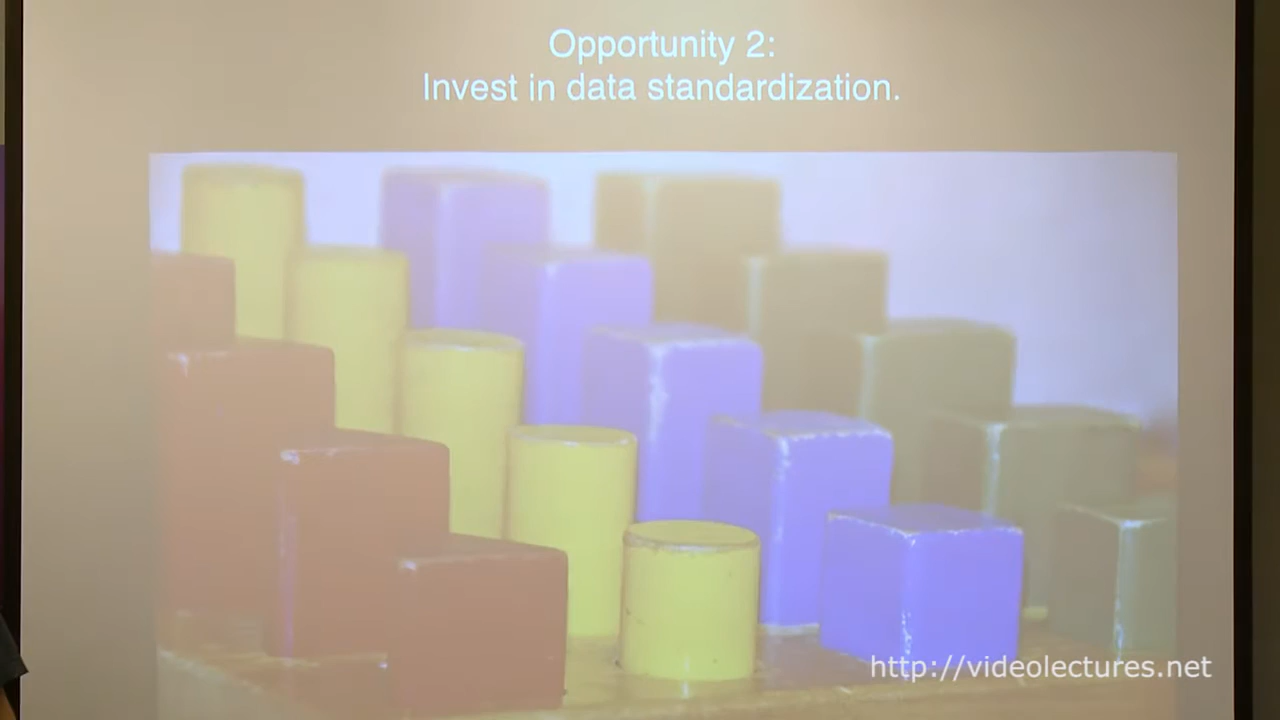 Opportunity 2:
Invest in data standardization.
http://videolectures.net